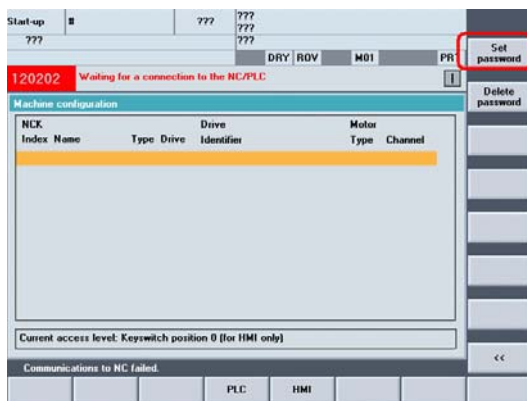 Start-up # ??? ???
???
??? ???
DRY ROV M01 PR
Set
password
120202 Waiting for a connection to the NC/PLC
Delete
password
Machine configuration
NCK Drive Motor
Index Name Type Drive Identifier Type Channel
Current access level: Keyswitch position 0 (for HMI only)
<<
Communications to NC failed.
PLC HMI